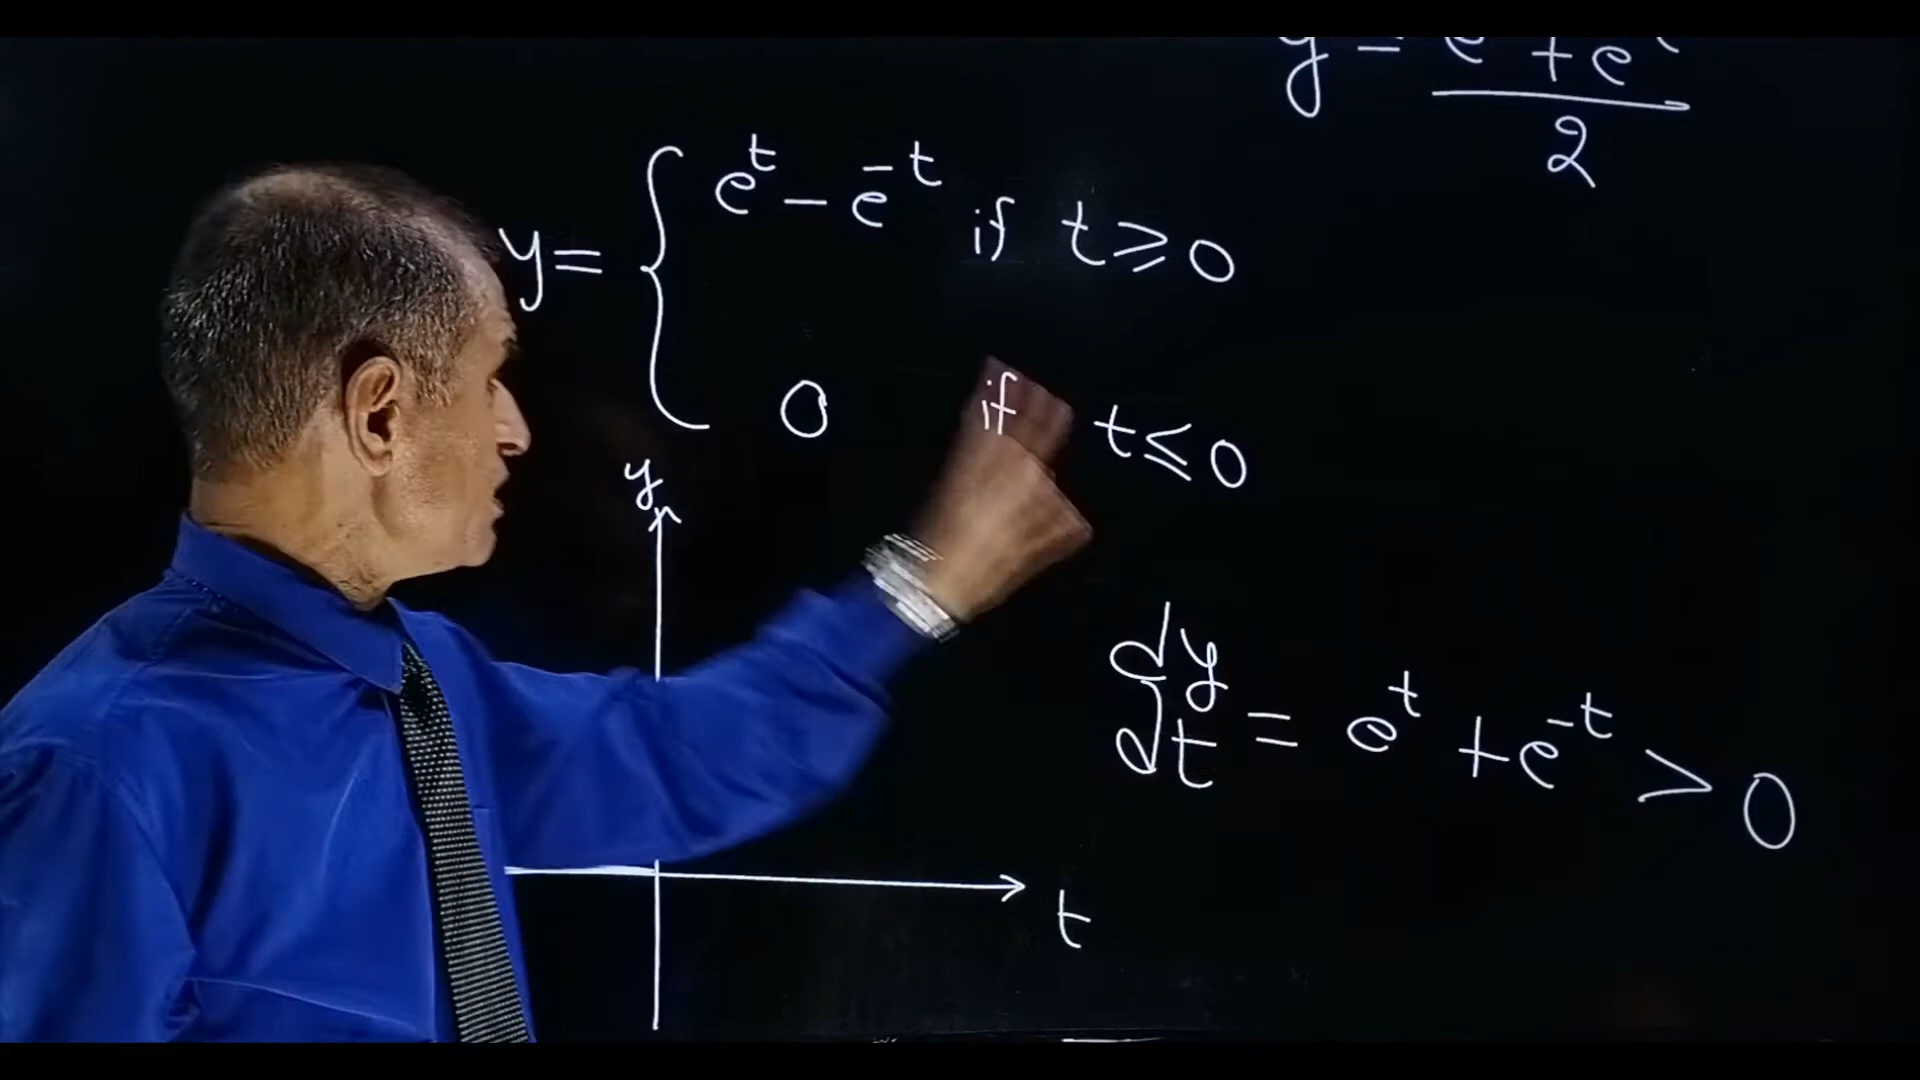 y = e + e / 2
y = { e^t - e^-t if t ≥ 0
0 if t ≤ 0
y
dy/dt = e^t + e^-t > 0
t